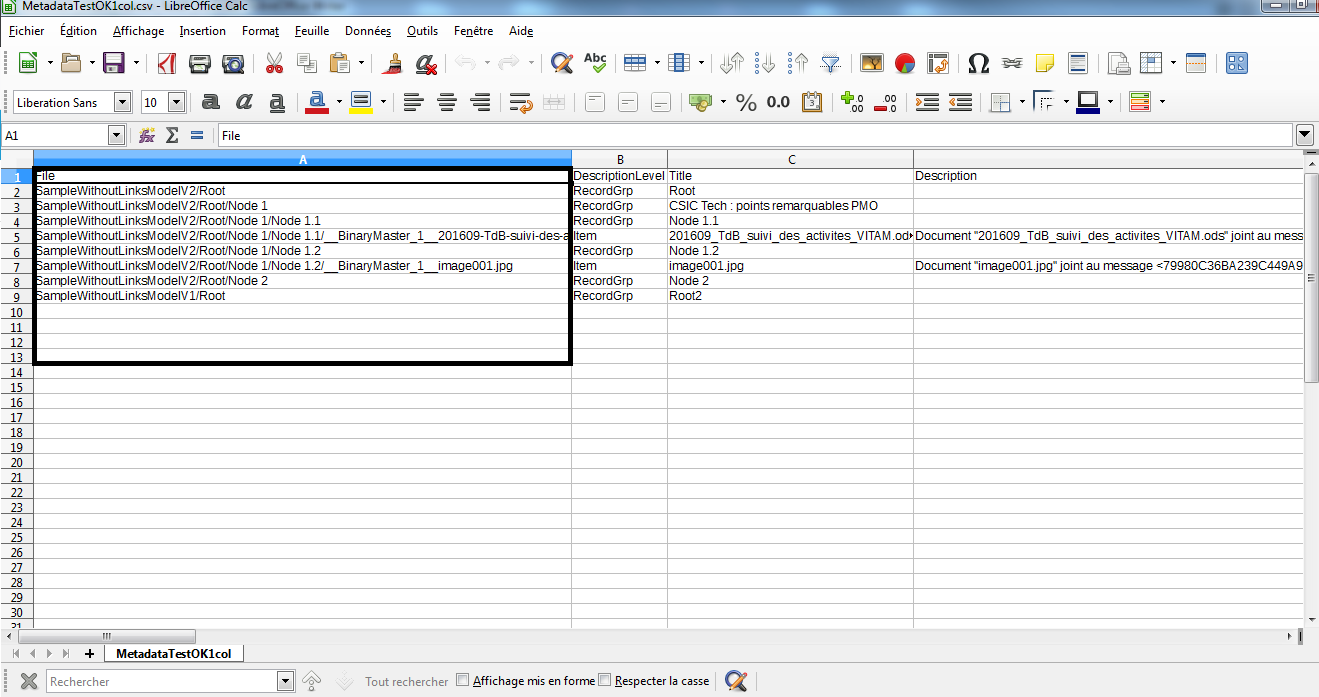 MetadataTestOK1col.csv - LibreOffice Calc
Fichier Édition Affichage Insertion Format Feuille Données Outils Fenêtre Aide
Abc
Liberation Sans 10 a a a a % 0.0 .00 .00
A1 File
A B C
1 File DescriptionLevel Title Description
2 SampleWithoutLinksModelV2/Root RecordGrp Root
3 SampleWithoutLinksModelV2/Root/Node 1 RecordGrp CSIC Tech : points remarquables PMO
4 SampleWithoutLinksModelV2/Root/Node 1/Node 1.1 RecordGrp Node 1.1
5 SampleWithoutLinksModelV2/Root/Node 1/Node 1.1/__BinaryMaster_1__201609-TdB-suivi-des-a Item 201609_TdB_suivi_des_activites_VITAM.od Document "201609_TdB_suivi_des_activites_VITAM.ods" joint au mess
6 SampleWithoutLinksModelV2/Root/Node 1/Node 1.2 RecordGrp Node 1.2
7 SampleWithoutLinksModelV2/Root/Node 1/Node 1.2/__BinaryMaster_1__image001.jpg Item image001.jpg Document "image001.jpg" joint au message <79980C36BA239C449A9
8 SampleWithoutLinksModelV2/Root/Node 2 RecordGrp Node 2
9 SampleWithoutLinksModelV1/Root RecordGrp Root2
10
11
12
13
14
15
16
17
18
19
20
21
22
23
24
25
26
27
28
29
30
31
MetadataTestOK1col
Rechercher Tout rechercher Affichage mis en forme Respecter la casse